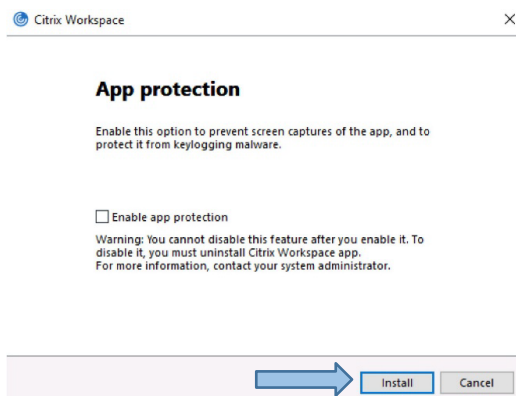 Citrix Workspace
App protection
Enable this option to prevent screen captures of the app, and to
protect it from keylogging malware.
Enable app protection
Warning: You cannot disable this feature after you enable it. To
disable it, you must uninstall Citrix Workspace app.
For more information, contact your system administrator.
Install
Cancel